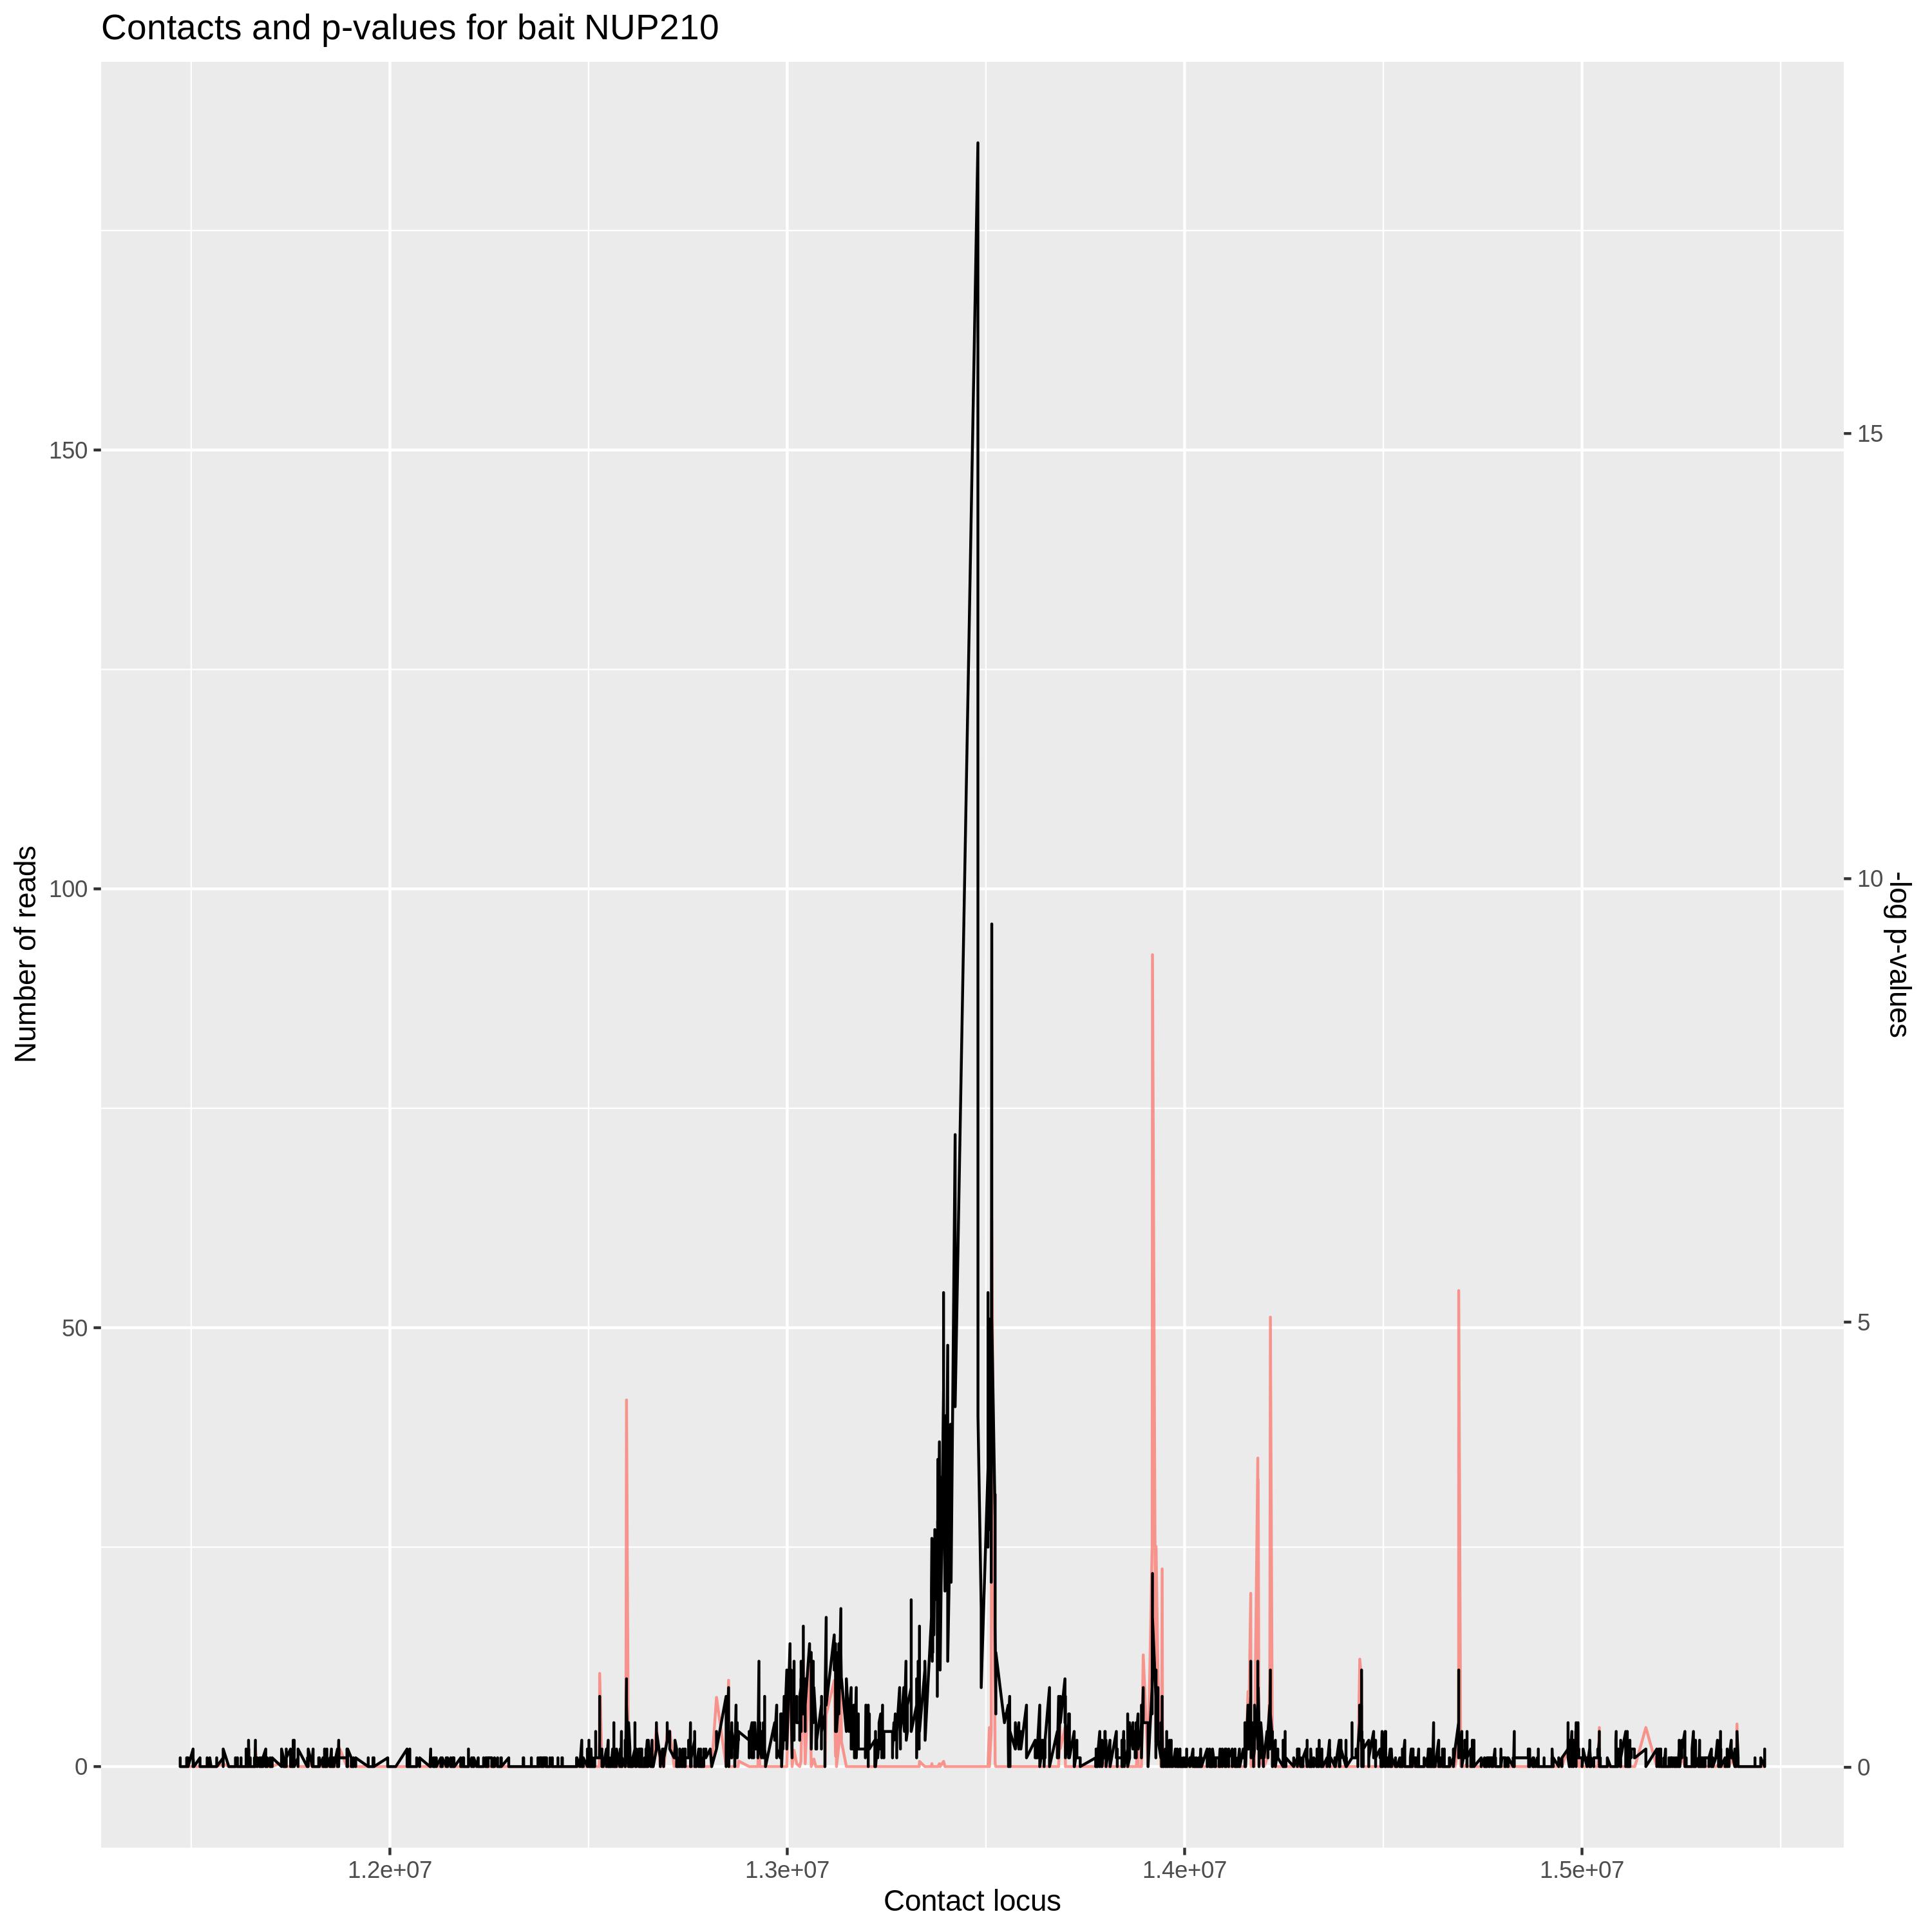 Contacts and p-values for bait NUP210
150
100
50
0
15
10
5
0
Number of reads
-log p-values
1.2e+07
1.3e+07
1.4e+07
1.5e+07
Contact locus